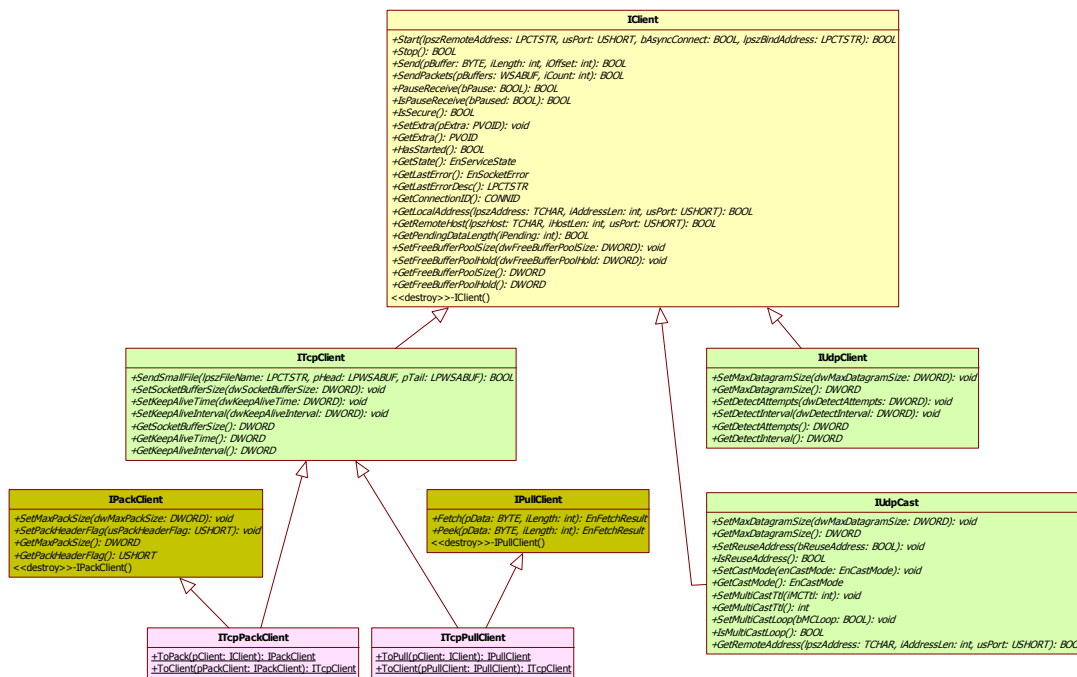 IClient
+Start(lpszRemoteAddress: LPCTSTR, usPort: USHORT, bAsyncConnect: BOOL, lpszBindAddress: LPCTSTR): BOOL
+Stop(): BOOL
+Send(pBuffer: BYTE, iLength: int, iOffset: int): BOOL
+SendPackets(pBuffers: WSABUF, iCount: int): BOOL
+PauseReceive(bPause: BOOL): BOOL
+IsPauseReceive(bPaused: BOOL): BOOL
+IsSecure(): BOOL
+SetExtra(pExtra: PVOID): void
+GetExtra(): PVOID
+HasStarted(): BOOL
+GetState(): EnServiceState
+GetLastError(): EnSocketError
+GetLastErrorDesc(): LPCTSTR
+GetConnectionID(): CONNID
+GetLocalAddress(lpszAddress: TCHAR, iAddressLen: int, usPort: USHORT): BOOL
+GetRemoteHost(lpszHost: TCHAR, iHostLen: int, usPort: USHORT): BOOL
+GetPendingDataLength(iPending: int): BOOL
+SetFreeBufferPoolSize(dwFreeBufferPoolSize: DWORD): void
+SetFreeBufferPoolHold(dwFreeBufferPoolHold: DWORD): void
+GetFreeBufferPoolSize(): DWORD
+GetFreeBufferPoolHold(): DWORD
<<destroy>>-IClient()
ITcpClient
+SendSmallFile(lpszFileName: LPCTSTR, pHead: LPWSABUF, pTail: LPWSABUF): BOOL
+SetSocketBufferSize(dwSocketBufferSize: DWORD): void
+SetKeepAliveTime(dwKeepAliveTime: DWORD): void
+SetKeepAliveInterval(dwKeepAliveInterval: DWORD): void
+GetSocketBufferSize(): DWORD
+GetKeepAliveTime(): DWORD
+GetKeepAliveInterval(): DWORD
IUdpClient
+SetMaxDatagramSize(dwMaxDatagramSize: DWORD): void
+GetMaxDatagramSize(): DWORD
+SetDetectAttempts(dwDetectAttempts: DWORD): void
+SetDetectInterval(dwDetectInterval: DWORD): void
+GetDetectAttempts(): DWORD
+GetDetectInterval(): DWORD
IPackClient
+SetMaxPackSize(dwMaxPackSize: DWORD): void
+SetPackHeaderFlag(usPackHeaderFlag: USHORT): void
+GetMaxPackSize(): DWORD
+GetPackHeaderFlag(): USHORT
<<destroy>>-IPackClient()
IPullClient
+Fetch(pData: BYTE, iLength: int): EnFetchResult
+Peek(pData: BYTE, iLength: int): EnFetchResult
<<destroy>>-IPullClient()
IUdpCast
+SetMaxDatagramSize(dwMaxDatagramSize: DWORD): void
+GetMaxDatagramSize(): DWORD
+SetReuseAddress(bReuseAddress: BOOL): void
+IsReuseAddress(): BOOL
+SetCastMode(enCastMode: EnCastMode): void
+GetCastMode(): EnCastMode
+SetMultiCastTtl(iMCTtl: int): void
+GetMultiCastTtl(): int
+SetMultiCastLoop(bMCLoop: BOOL): void
+IsMultiCastLoop(): BOOL
+GetRemoteAddress(lpszAddress: TCHAR, iAddressLen: int, usPort: USHORT): BOOL
ITcpPackClient
+ToPack(pClient: IClient): IPackClient
+ToClient(pPackClient: IPackClient): ITcpClient
ITcpPullClient
+ToPull(pClient: IClient): IPullClient
+ToClient(pPullClient: IPullClient): ITcpClient